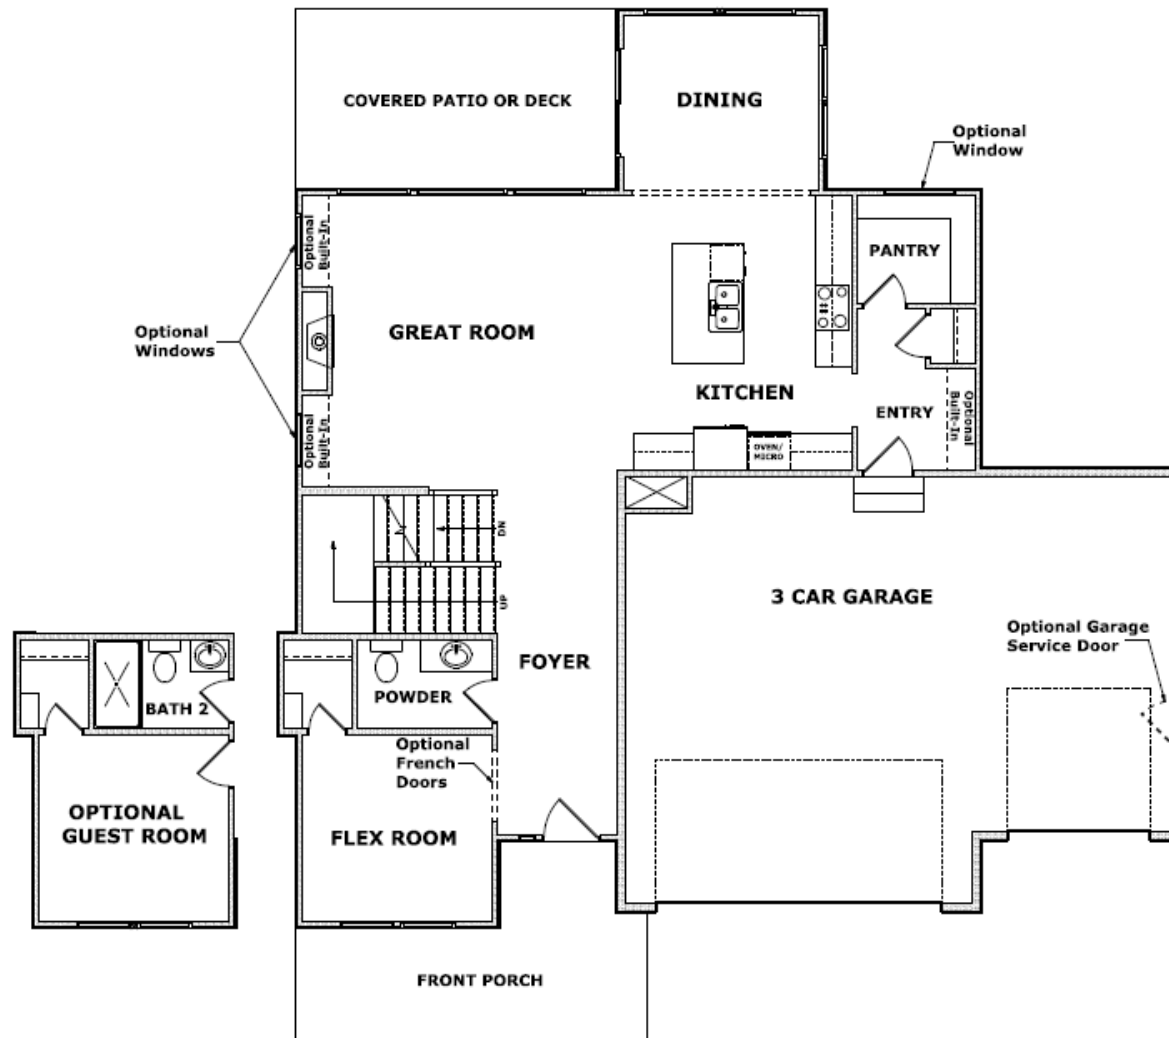 COVERED PATIO OR DECK
DINING
Optional
Window
Optional
Built-In
PANTRY
Optional
Windows
GREAT ROOM
KITCHEN
ENTRY
Optional
Built-In
Optional
Built-In
OVEN/
MICRO
DN
UP
3 CAR GARAGE
Optional Garage
Service Door
FOYER
POWDER
BATH 2
Optional
French
Doors
OPTIONAL
GUEST ROOM
FLEX ROOM
FRONT PORCH